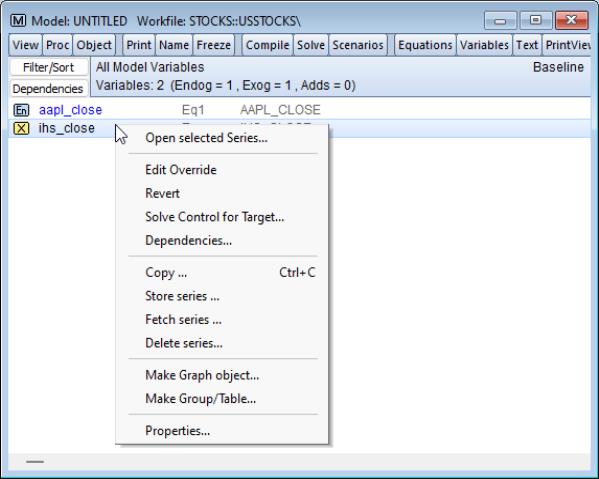 M Model: UNTITLED Workfile: STOCKS::USSTOCKS\
View Proc Object Print Name Freeze Compile Solve Scenarios Equations Variables Text PrintView
Filter/Sort All Model Variables Baseline
Dependencies Variables: 2 (Endog = 1 , Exog = 1 , Adds = 0)
En aapl_close Eq1 AAPL_CLOSE
X ihs_close
Open selected Series...
Edit Override
Revert
Solve Control for Target...
Dependencies...
Copy ... Ctrl+C
Store series ...
Fetch series ...
Delete series...
Make Graph object...
Make Group/Table...
Properties...